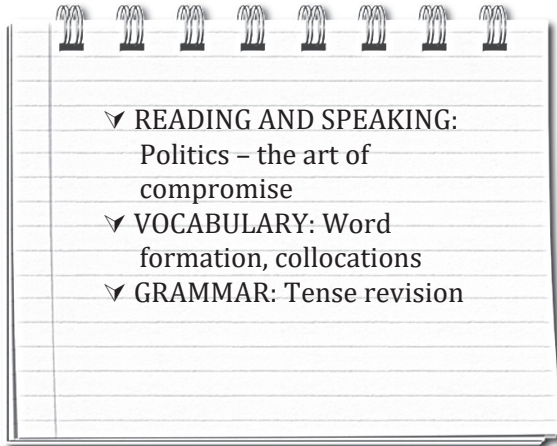 ⮚ READING AND SPEAKING:
Politics – the art of
compromise
⮚ VOCABULARY: Word
formation, collocations
⮚ GRAMMAR: Tense revision